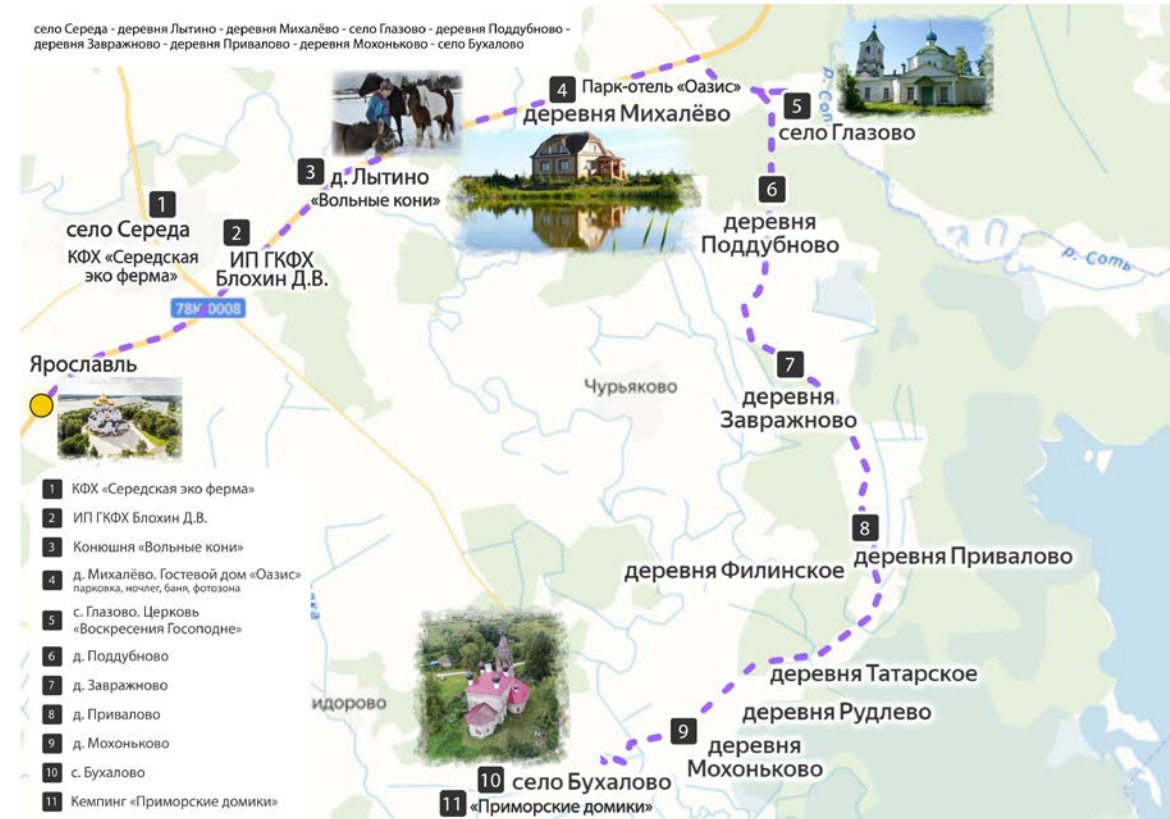 село Середа - деревня Лытино - деревня Михалёво - село Глазово - деревня Поддубново -
деревня Завражново - деревня Привалово - деревня Мохоньково - село Бухалово
4 Парк-отель «Оазис»
деревня Михалёво
р. Соть
5
село Глазово
3 д. Лытино
«Вольные кони»
6
деревня
Поддубново
1
село Середа
КФХ «Середская
эко ферма»
2
ИП ГКФХ
Блохин Д.В.
р. Соть
78К-0008
Ярославль
7
деревня
Завражново
Чурьяково
8
деревня Привалово
деревня Филинское
деревня Татарское
деревня Рудлево
идорово
9
деревня
Мохоньково
10 село Бухалово
11 «Приморские домики»
1 КФХ «Середская эко ферма»
2 ИП ГКФХ Блохин Д.В.
3 Конюшня «Вольные кони»
4 д. Михалёво. Гостевой дом «Оазис»
парковка, ночлег, баня, фотозона
5 с. Глазово. Церковь
«Воскресения Госоподне»
6 д. Поддубново
7 д. Завражново
8 д. Привалово
9 д. Мохоньково
10 с. Бухалово
11 Кемпинг «Приморские домики»